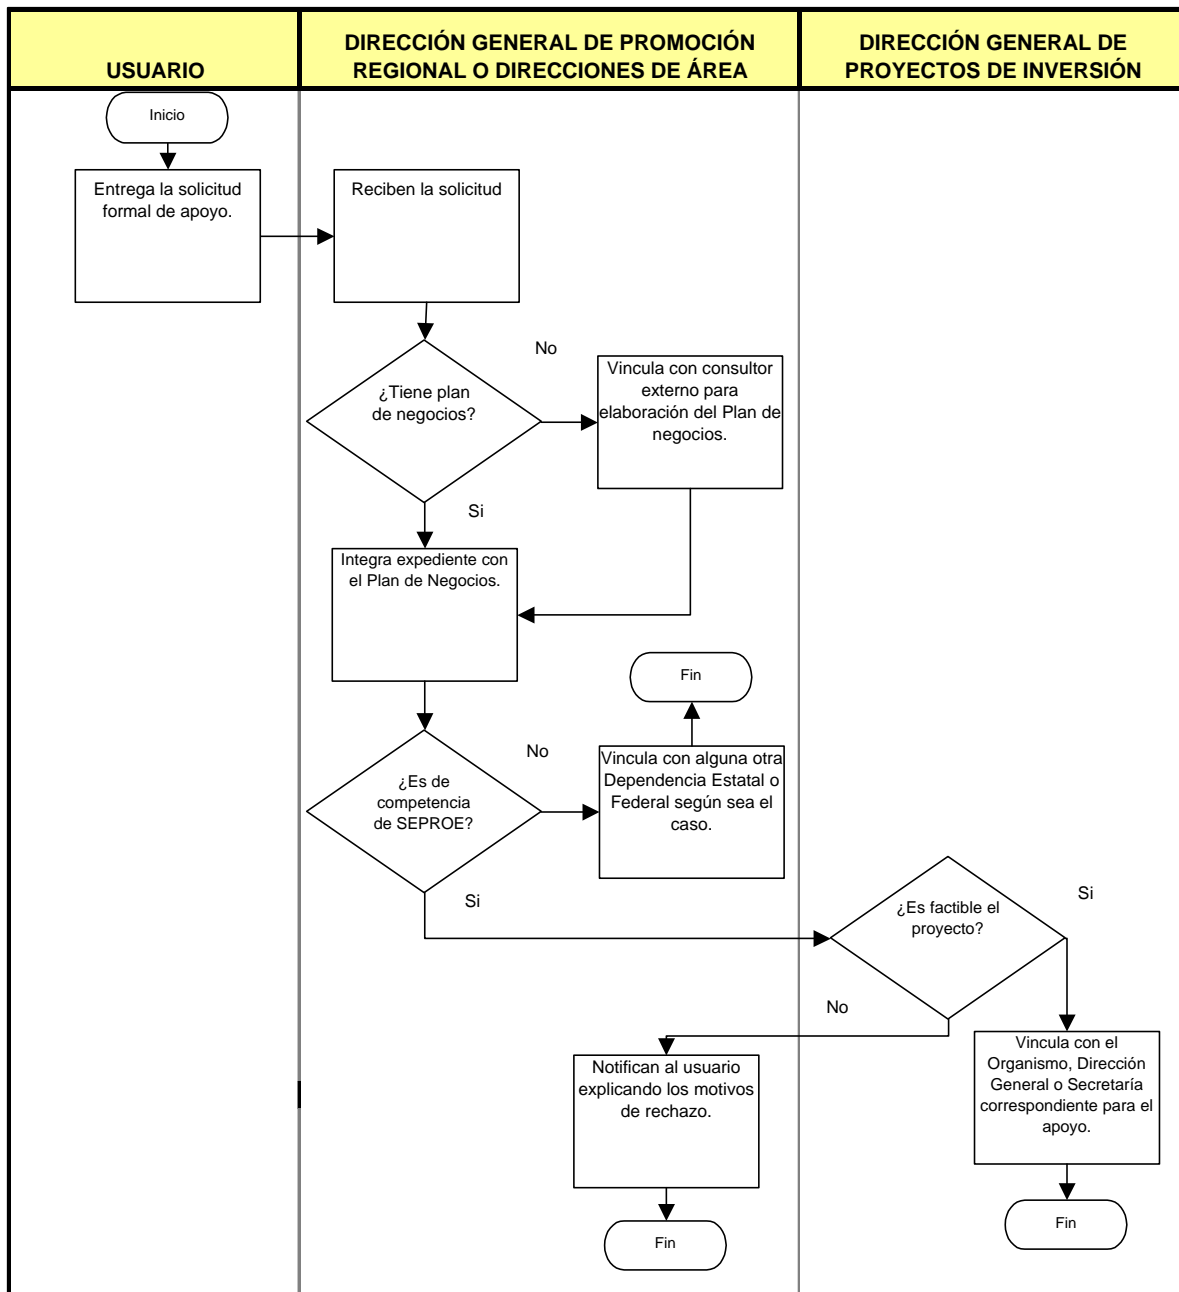 USUARIO
DIRECCIÓN GENERAL DE PROMOCIÓN
REGIONAL O DIRECCIONES DE ÁREA
DIRECCIÓN GENERAL DE
PROYECTOS DE INVERSIÓN
Inicio
Entrega la solicitud
formal de apoyo.
Reciben la solicitud
¿Tiene plan
de negocios?
No
Vincula con consultor
externo para
elaboración del Plan de
negocios.
Si
Integra expediente con
el Plan de Negocios.
Fin
¿Es de
competencia
de SEPROE?
No
Vincula con alguna otra
Dependencia Estatal o
Federal según sea el
caso.
Si
¿Es factible el
proyecto?
Si
No
Notifican al usuario
explicando los motivos
de rechazo.
Vincula con el
Organismo, Dirección
General o Secretaría
correspondiente para el
apoyo.
Fin
Fin